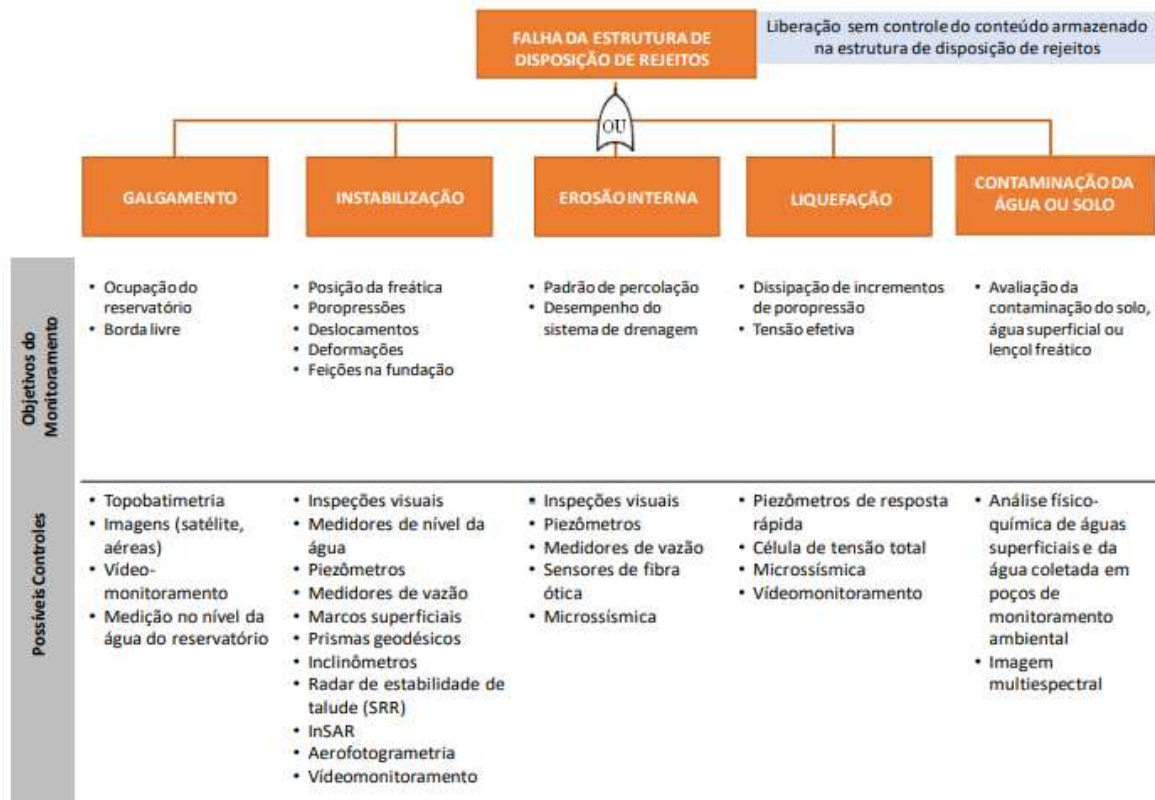 FALHA DA ESTRUTURA DE
DISPOSIÇÃO DE REJEITOS
Liberação sem controle do conteúdo armazenado
na estrutura de disposição de rejeitos
OU
GALGAMENTO
INSTABILIZAÇÃO
EROSÃO INTERNA
LIQUEFAÇÃO
CONTAMINAÇÃO DA
ÁGUA OU SOLO
Objetivos do
Monitoramento
• Ocupação do
reservatório
• Borda livre
• Posição da freática
• Poropressões
• Deslocamentos
• Deformações
• Feições na fundação
• Padrão de percolação
• Desempenho do
sistema de drenagem
• Dissipação de incrementos
de poropressão
• Tensão efetiva
• Avaliação da
contaminação do solo,
água superficial ou
lençol freático
Possíveis Controles
• Topobatimetria
• Imagens (satélite,
aéreas)
• Vídeo-
monitoramento
• Medição no nível da
água do reservatório
• Inspeções visuais
• Medidores de nível da
água
• Piezômetros
• Medidores de vazão
• Marcos superficiais
• Prismas geodésicos
• Inclinômetros
• Radar de estabilidade de
talude (SRR)
• InSAR
• Aerofotogrametria
• Vídeomonitoramento
• Inspeções visuais
• Piezômetros
• Medidores de vazão
• Sensores de fibra
ótica
• Microssísmica
• Piezômetros de resposta
rápida
• Célula de tensão total
• Microssísmica
• Vídeomonitoramento
• Análise físico-
química de águas
superficiais e da
água coletada em
poços de
monitoramento
ambiental
• Imagem
multiespectral